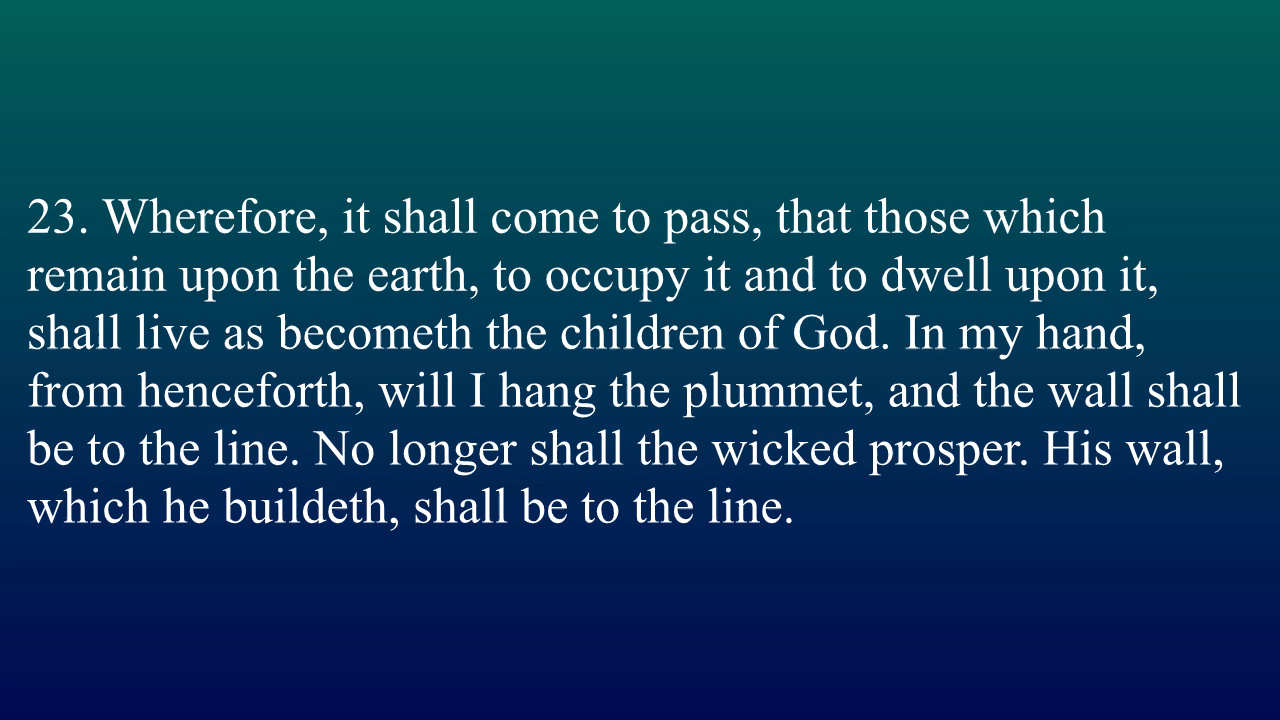 23. Wherefore, it shall come to pass, that those which
remain upon the earth, to occupy it and to dwell upon it,
shall live as becometh the children of God. In my hand,
from henceforth, will I hang the plummet, and the wall shall
be to the line. No longer shall the wicked prosper. His wall,
which he buildeth, shall be to the line.